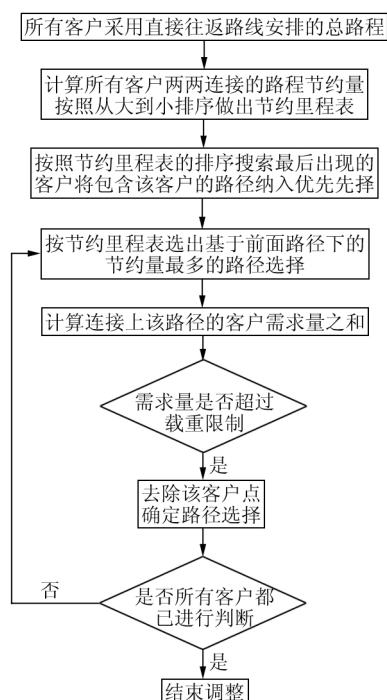 所有客户采用直接往返路线安排的总路程
计算所有客户两两连接的路程节约量
按照从大到小排序做出节约里程表
按照节约里程表的排序搜索最后出现的
客户将包含该客户的路径纳入优先先择
按节约里程表选出基于前面路径下的
节约量最多的路径选择
计算连接上该路径的客户需求量之和
需求量是否超过
载重限制
是
去除该客户点
确定路径选择
否
是否所有客户都
已进行判断
是
结束调整